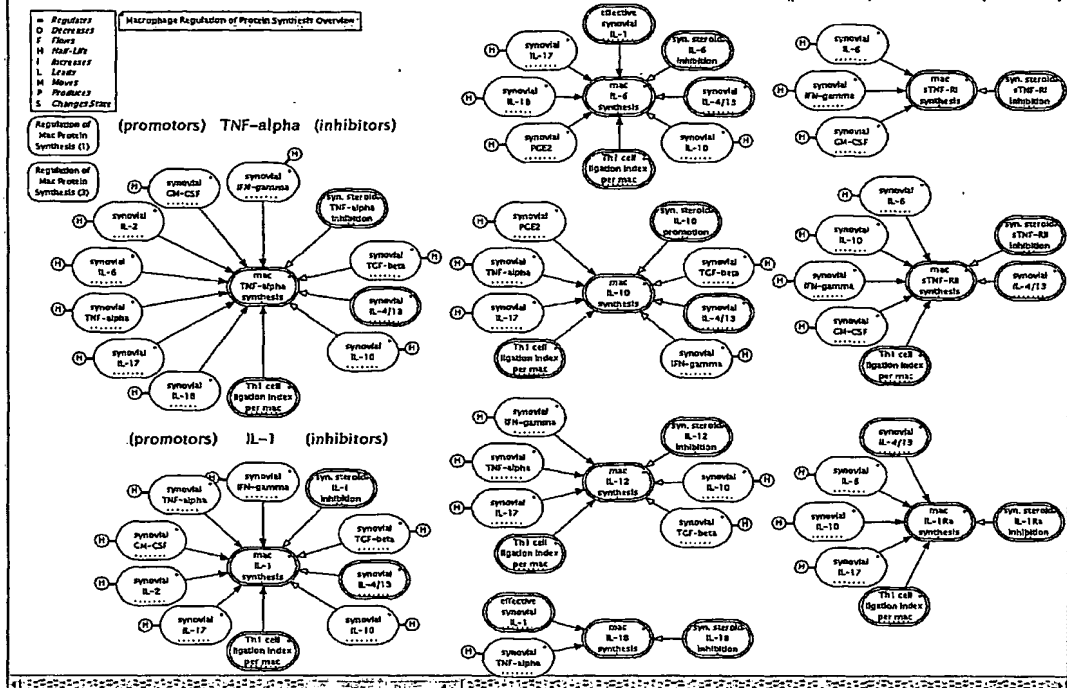 = Regulates
D Decreases
F Flows
H Half-Life
I Increases
L Leads
M Moves
P Produces
S Changes State
Macrophage Regulation of Protein Synthesis Overview
Regulation of
Mac Protein
Synthesis (1)
Regulation of
Mac Protein
Synthesis (2)
(promotors) TNF-alpha (inhibitors)
H
synovial
IFN-gamma
H
synovial
GM-CSF
H
synovial
IL-2
H
synovial
IL-6
H
synovial
TNF-alpha
H
synovial
IL-17
H
synovial
IL-18
Th1 cell
ligation index
per mac
mac
TNF-alpha
synthesis
syn. steroid
TNF-alpha
inhibition
synovial
TGF-beta
H
synovial
IL-4/13
synovial
IL-10
H
(promotors) IL-1 (inhibitors)
H
synovial
TNF-alpha
H
synovial
IFN-gamma
H
synovial
GM-CSF
H
synovial
IL-2
H
synovial
IL-17
Th1 cell
ligation index
per mac
mac
IL-1
synthesis
syn. steroid
IL-1
inhibition
synovial
TGF-beta
H
synovial
IL-4/13
synovial
IL-10
H
effective
synovial
IL-1
H
synovial
IL-17
H
synovial
IL-18
H
synovial
PGE2
Th1 cell
ligation index
per mac
mac
IL-6
synthesis
syn. steroid
IL-6
inhibition
synovial
IL-4/13
synovial
IL-10
H
H
synovial
PGE2
H
synovial
TNF-alpha
H
synovial
IL-17
Th1 cell
ligation index
per mac
mac
IL-10
synthesis
syn. steroid
IL-10
promotion
synovial
TGF-beta
H
synovial
IL-4/13
synovial
IFN-gamma
H
H
synovial
IFN-gamma
H
synovial
TNF-alpha
H
synovial
IL-17
Th1 cell
ligation index
per mac
mac
IL-12
synthesis
syn. steroid
IL-12
inhibition
synovial
IL-10
H
synovial
TGF-beta
H
effective
synovial
IL-1
H
synovial
TNF-alpha
mac
IL-18
synthesis
syn. steroid
IL-18
inhibition
H
synovial
IL-6
H
synovial
IFN-gamma
H
synovial
GM-CSF
mac
sTNF-RI
synthesis
syn. steroid
sTNF-RI
inhibition
H
synovial
IL-6
H
synovial
IL-10
H
synovial
IFN-gamma
H
synovial
GM-CSF
Th1 cell
ligation index
per mac
mac
sTNF-RII
synthesis
syn. steroid
sTNF-RII
inhibition
synovial
IL-4/13
synovial
IL-4/13
H
synovial
IL-6
H
synovial
IL-10
H
synovial
IL-17
Th1 cell
ligation index
per mac
mac
IL-1Ra
synthesis
syn. steroid
IL-1Ra
inhibition